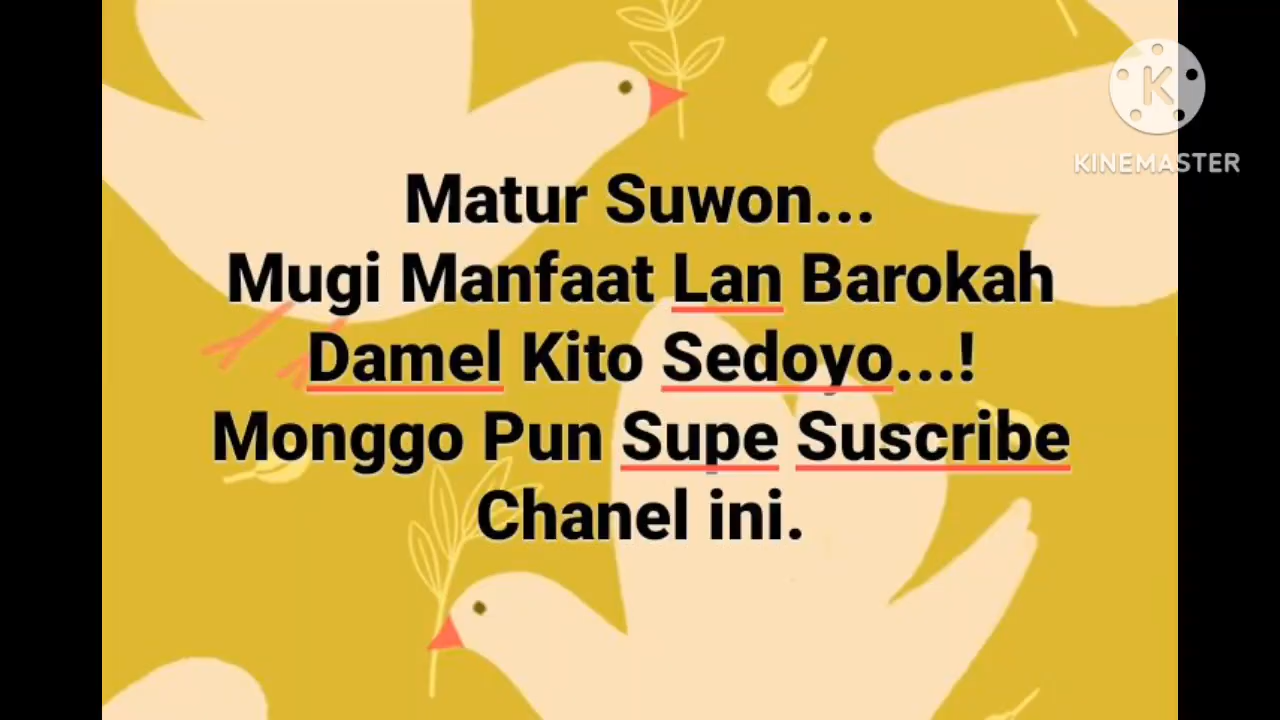 KINEMASTER
Matur Suwon...
Mugi Manfaat Lan Barokah
Damel Kito Sedoyo...!
Monggo Pun Supe Suscribe
Chanel ini.